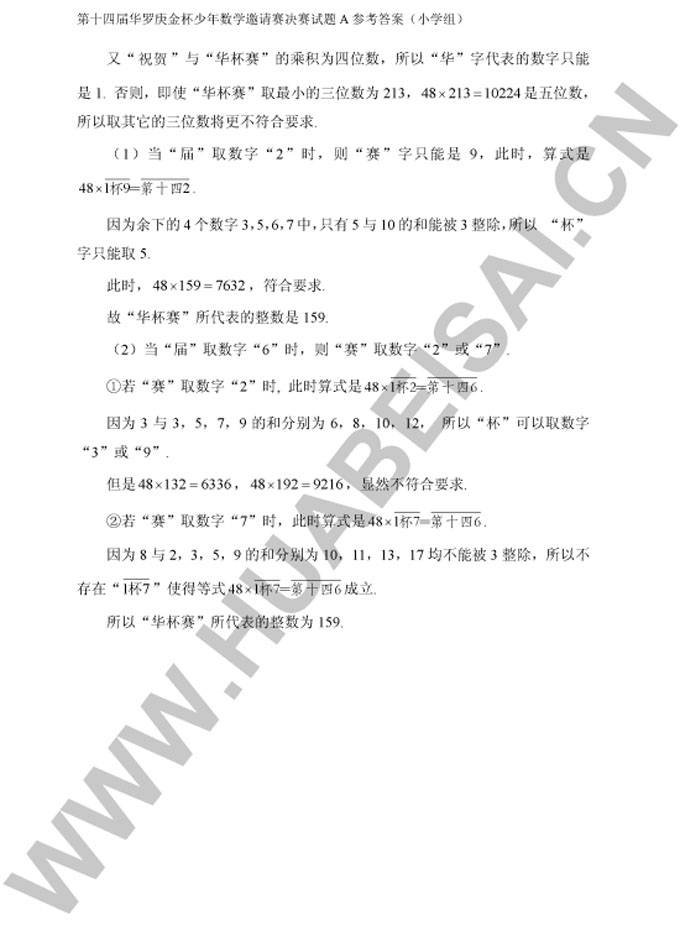 第十四届华罗庚金杯少年数学邀请赛决赛试题 A 参考答案（小学组）
又“祝贺”与“华杯赛”的乘积为四位数，所以“华”字代表的数字只能
是 1. 否则，即使“华杯赛”取最小的三位数为 213，48×213=10224 是五位数，
所以取其它的三位数将更不符合要求.
（1）当“届”取数字“2”时，则“赛”字只能是 9，此时，算式是
48×1杯9=第十四2.
因为余下的 4 个数字 3,5,6,7 中,只有 5 与 10 的和能被 3 整除,所以 “杯”
字只能取 5.
此时，48×159=7632，符合要求.
故“华杯赛”所代表的整数是 159.
（2）当“届”取数字“6”时，则“赛”取数字“2”或“7”.
①若“赛”取数字“2”时, 此时算式是 48×1杯2=第十四6.
因为 3 与 3，5，7，9 的和分别为 6，8，10，12， 所以“杯”可以取数字
“3”或“9”.
但是 48×132=6336，48×192=9216，显然不符合要求.
②若“赛”取数字“7”时，此时算式是 48×1杯7=第十四6.
因为 8 与 2，3，5，9 的和分别为 10，11，13，17 均不能被 3 整除，所以不
存在“1杯7”使得等式 48×1杯7=第十四6 成立.
所以“华杯赛”所代表的整数为 159.
WWW.HUABEISAI.CN